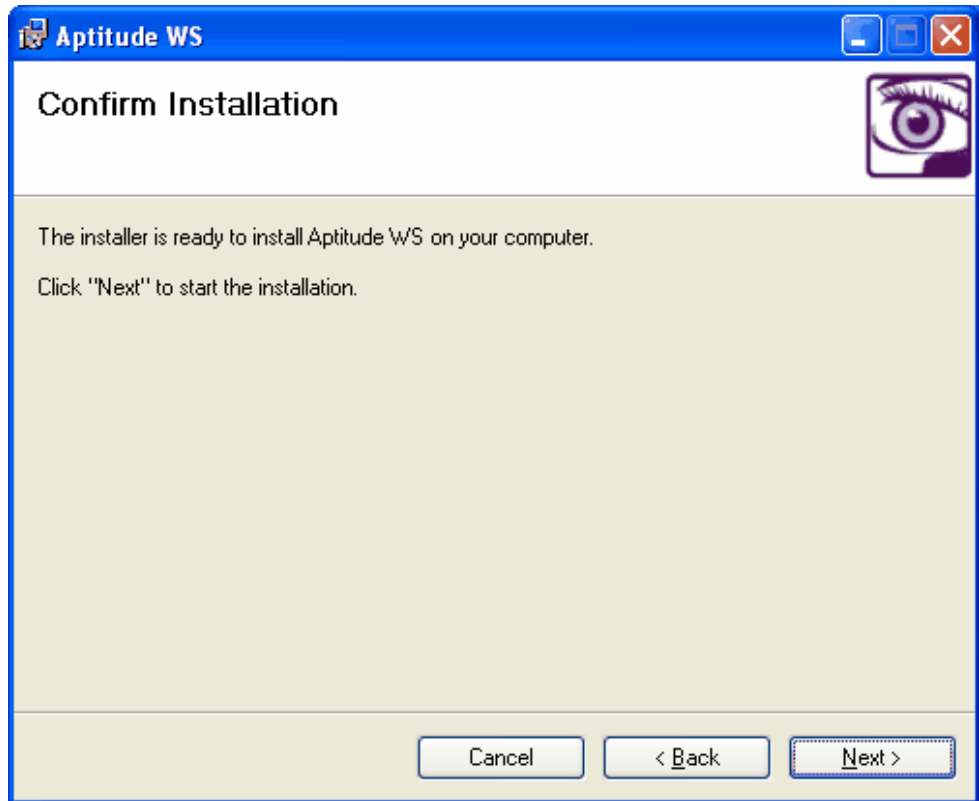 Aptitude WS
Confirm Installation
The installer is ready to install Aptitude WS on your computer.
Click "Next" to start the installation.
Cancel
< Back
Next >